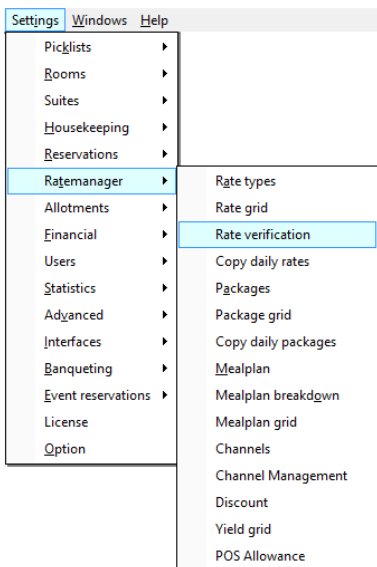 Settings Windows Help
Picklists
Rooms
Suites
Housekeeping
Reservations
Ratemanager
Allotments
Financial
Users
Statistics
Advanced
Interfaces
Banqueting
Event reservations
License
Option
Rate types
Rate grid
Rate verification
Copy daily rates
Packages
Package grid
Copy daily packages
Mealplan
Mealplan breakdown
Mealplan grid
Channels
Channel Management
Discount
Yield grid
POS Allowance